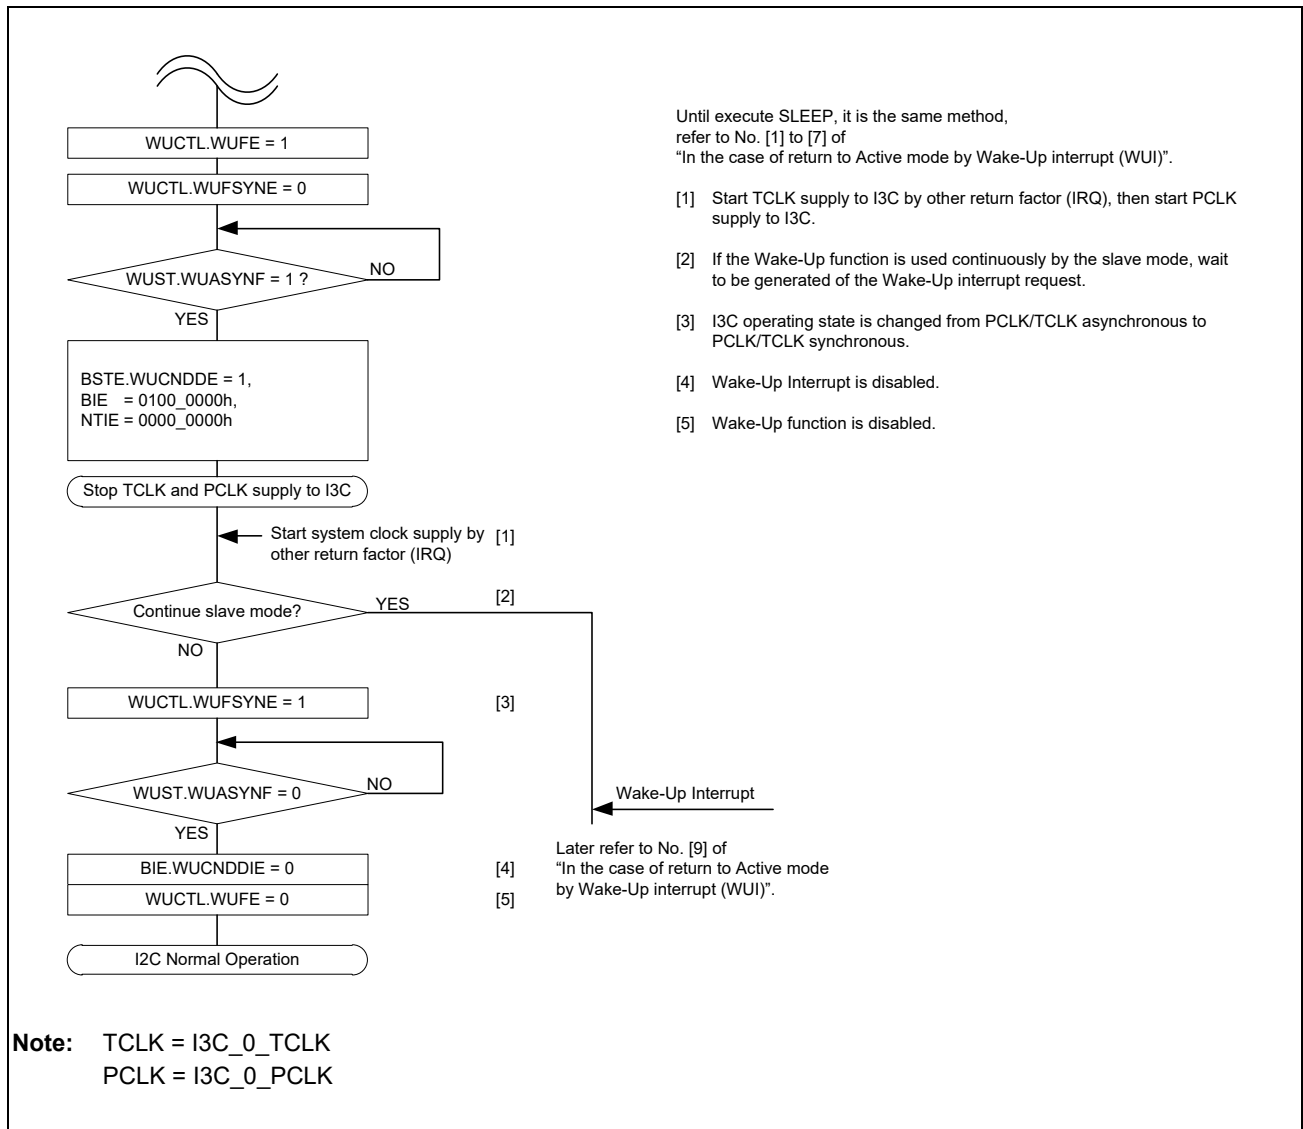 WUCTL.WUFE = 1
WUCTL.WUFSYNE = 0
WUST.WUASYNF = 1 ?
NO
YES
BSTE.WUCNDDE = 1,
BIE = 0100_0000h,
NTIE = 0000_0000h
Stop TCLK and PCLK supply to I3C
Start system clock supply by
other return factor (IRQ)
[1]
Continue slave mode?
YES
[2]
NO
WUCTL.WUFSYNE = 1
[3]
WUST.WUASYNF = 0
NO
YES
BIE.WUCNDDIE = 0
[4]
WUCTL.WUFE = 0
[5]
I2C Normal Operation
Wake-Up Interrupt
Later refer to No. [9] of
“In the case of return to Active mode
by Wake-Up interrupt (WUI)”.
Until execute SLEEP, it is the same method,
refer to No. [1] to [7] of
“In the case of return to Active mode by Wake-Up interrupt (WUI)”.
[1] Start TCLK supply to I3C by other return factor (IRQ), then start PCLK
supply to I3C.
[2] If the Wake-Up function is used continuously by the slave mode, wait
to be generated of the Wake-Up interrupt request.
[3] I3C operating state is changed from PCLK/TCLK asynchronous to
PCLK/TCLK synchronous.
[4] Wake-Up Interrupt is disabled.
[5] Wake-Up function is disabled.
Note: TCLK = I3C_0_TCLK
PCLK = I3C_0_PCLK